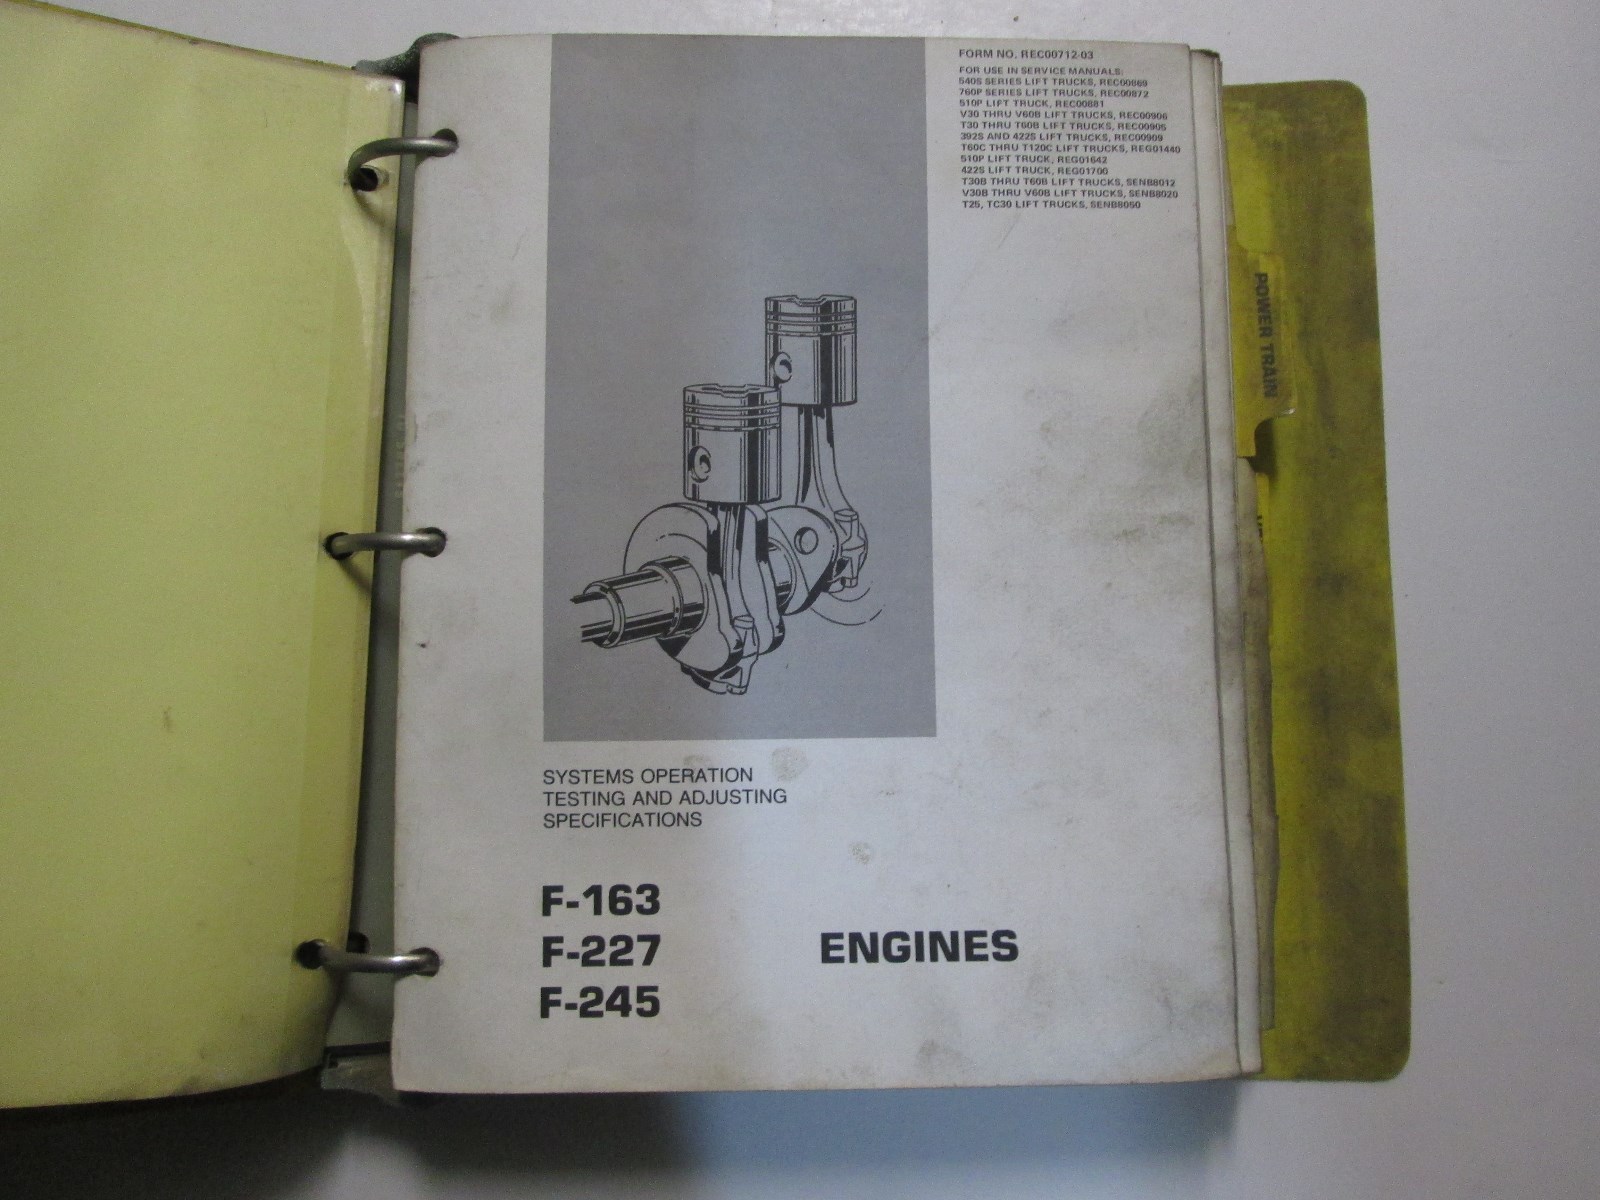 FORM NO. REC00712-03
FOR USE IN SERVICE MANUALS:
540S SERIES LIFT TRUCKS, REC00869
760P SERIES LIFT TRUCKS, REC00872
510P LIFT TRUCK, REC00881
V30 THRU V60B LIFT TRUCKS, REC00906
T30 THRU T60B LIFT TRUCKS, REC00905
392S AND 422S LIFT TRUCKS, REC00909
T60C THRU T120C LIFT TRUCKS, REG01440
510P LIFT TRUCK, REG01642
422S LIFT TRUCK, REG01700
T30B THRU T60B LIFT TRUCKS, SENB8012
V30B THRU V60B LIFT TRUCKS, SENB8020
T25, TC30 LIFT TRUCKS, SENB8050
POWER TRAIN
SYSTEMS OPERATION
TESTING AND ADJUSTING
SPECIFICATIONS
F-163
F-227
ENGINES
F-245